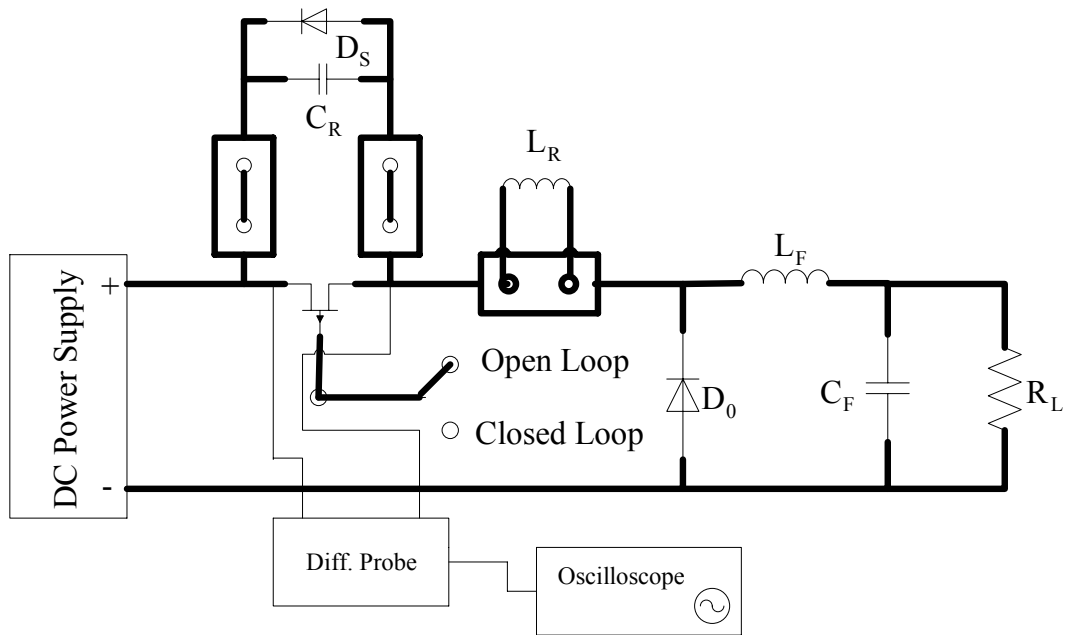 D_S
C_R
L_R
L_F
+
DC Power Supply
Open Loop
D_0
C_F
R_L
Closed Loop
-
Diff. Probe
Oscilloscope